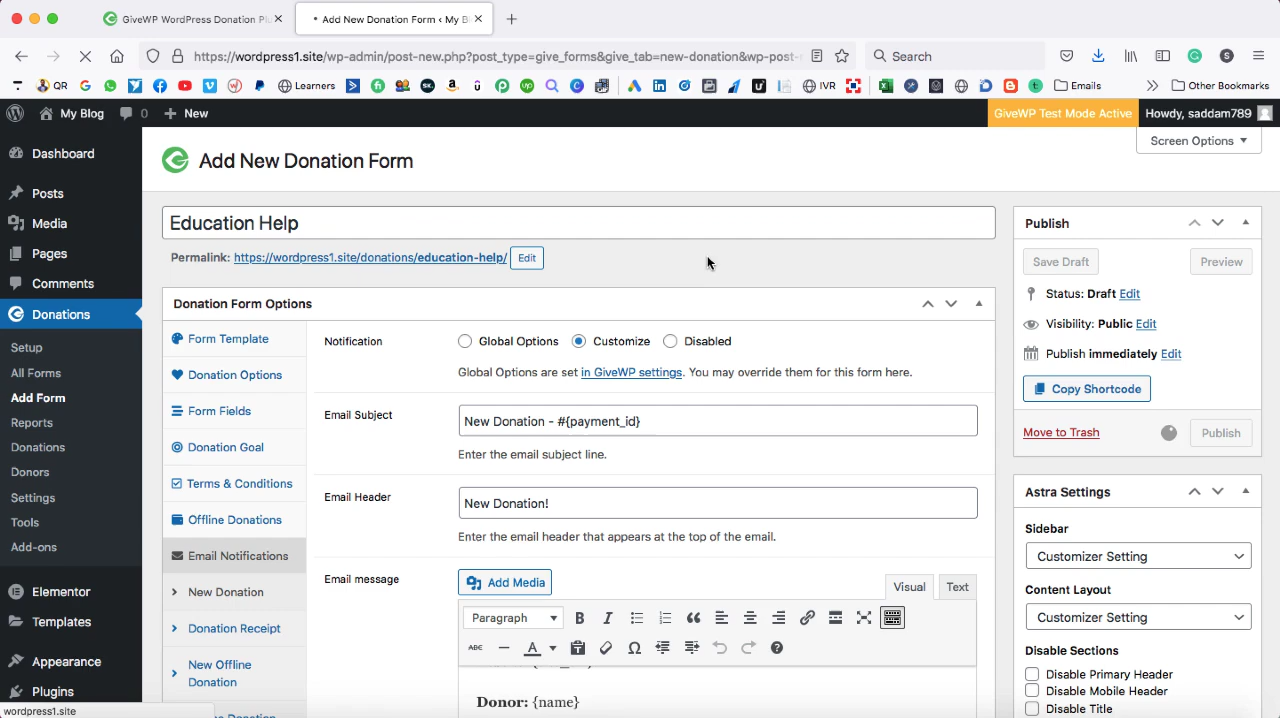 GiveWP WordPress Donation Plu
Add New Donation Form ‹ My B
https://wordpress1.site/wp-admin/post-new.php?post_type=give_forms&give_tab=new-donation&wp-post-
Search
QR
Learners
IVR
Emails
Other Bookmarks
My Blog
0
New
GiveWP Test Mode Active
Howdy, saddam789
Screen Options
Dashboard
Posts
Media
Pages
Comments
Donations
Setup
All Forms
Add Form
Reports
Donations
Donors
Settings
Tools
Add-ons
Elementor
Templates
Appearance
Plugins
wordpress1.site
Add New Donation Form
Education Help
Permalink: https://wordpress1.site/donations/education-help/ Edit
Donation Form Options
Form Template
Donation Options
Form Fields
Donation Goal
Terms & Conditions
Offline Donations
Email Notifications
New Donation
Donation Receipt
New Offline
Donation
Notification
Global Options
Customize
Disabled
Global Options are set in GiveWP settings. You may override them for this form here.
Email Subject
New Donation - #{payment_id}
Enter the email subject line.
Email Header
New Donation!
Enter the email header that appears at the top of the email.
Email message
Add Media
Visual
Text
Paragraph
B
I
ABC
A
Donor: {name}
Publish
Save Draft
Preview
Status: Draft Edit
Visibility: Public Edit
Publish immediately Edit
Copy Shortcode
Move to Trash
Publish
Astra Settings
Sidebar
Customizer Setting
Content Layout
Customizer Setting
Disable Sections
Disable Primary Header
Disable Mobile Header
Disable Title